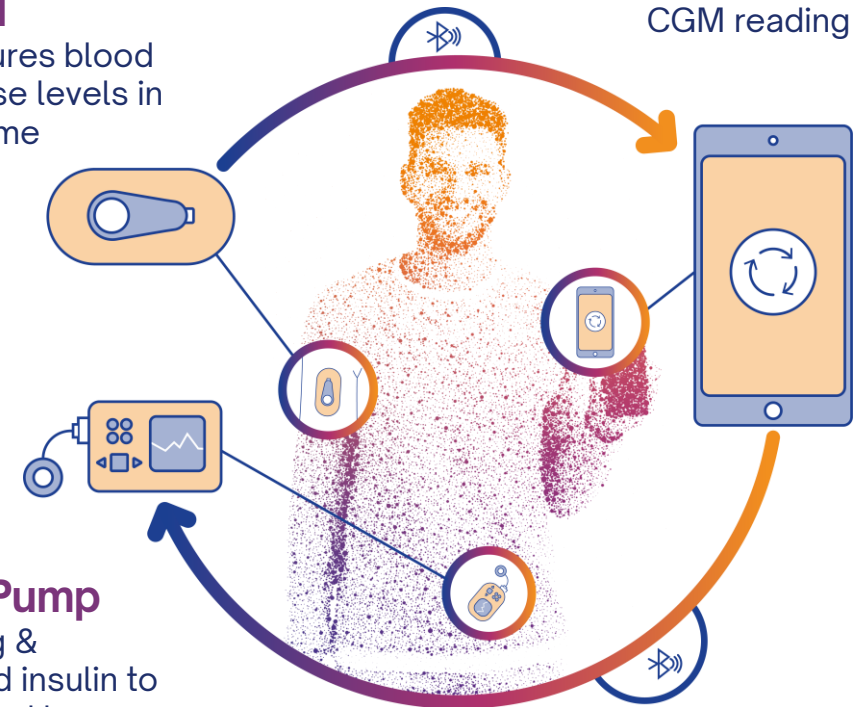 CGM reading
ures blood
se levels in
me
Pump
g &
d insulin to